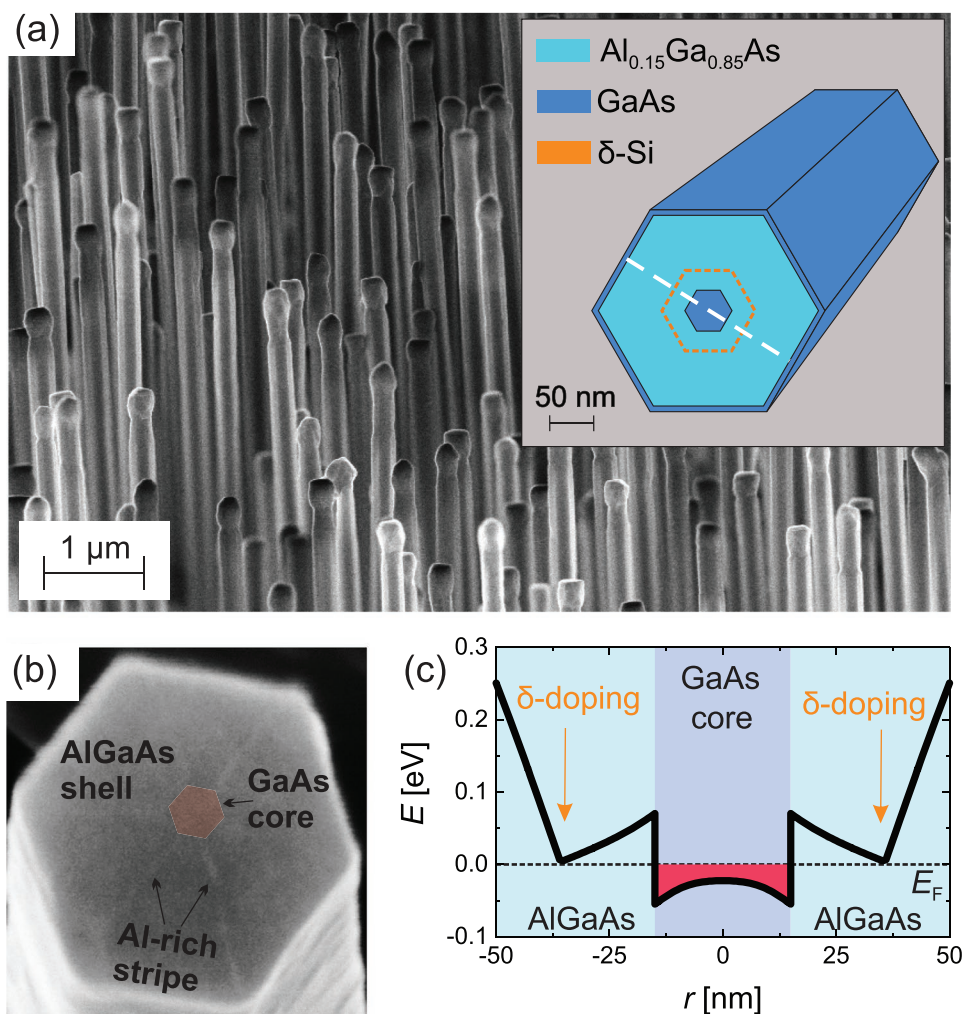 (a)
Al0.15Ga0.85As
GaAs
δ-Si
50 nm
1 µm
(b)
AlGaAs
shell
GaAs
core
Al-rich
stripe
(c)
0.3
0.2
0.1
0.0
-0.1
E [eV]
δ-doping
GaAs
core
δ-doping
EF
AlGaAs
AlGaAs
-50
-25
0
25
50
r [nm]